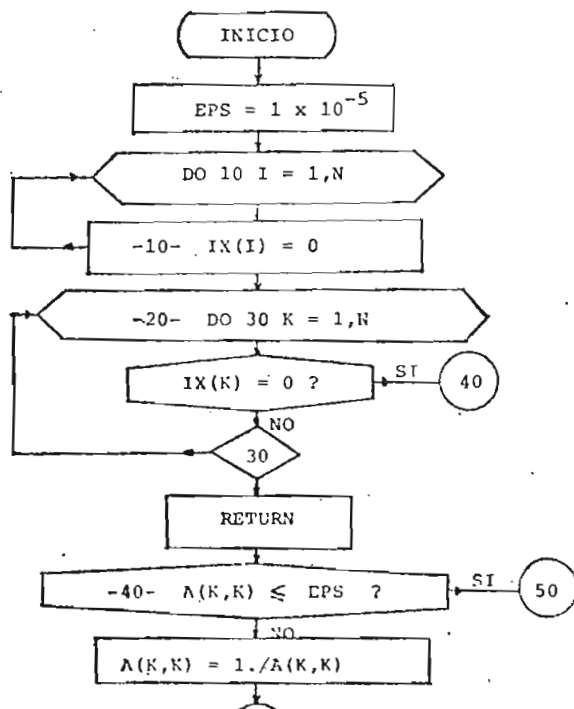 INICIO
EPS = 1 x 10⁻⁵
DO 10 I = 1,N
-10- IX(I) = 0
-20- DO 30 K = 1,N
IX(K) = 0 ?
SI
40
NO
30
RETURN
-40- A(K,K) ≤ EPS ?
SI
50
NO
A(K,K) = 1./A(K,K)